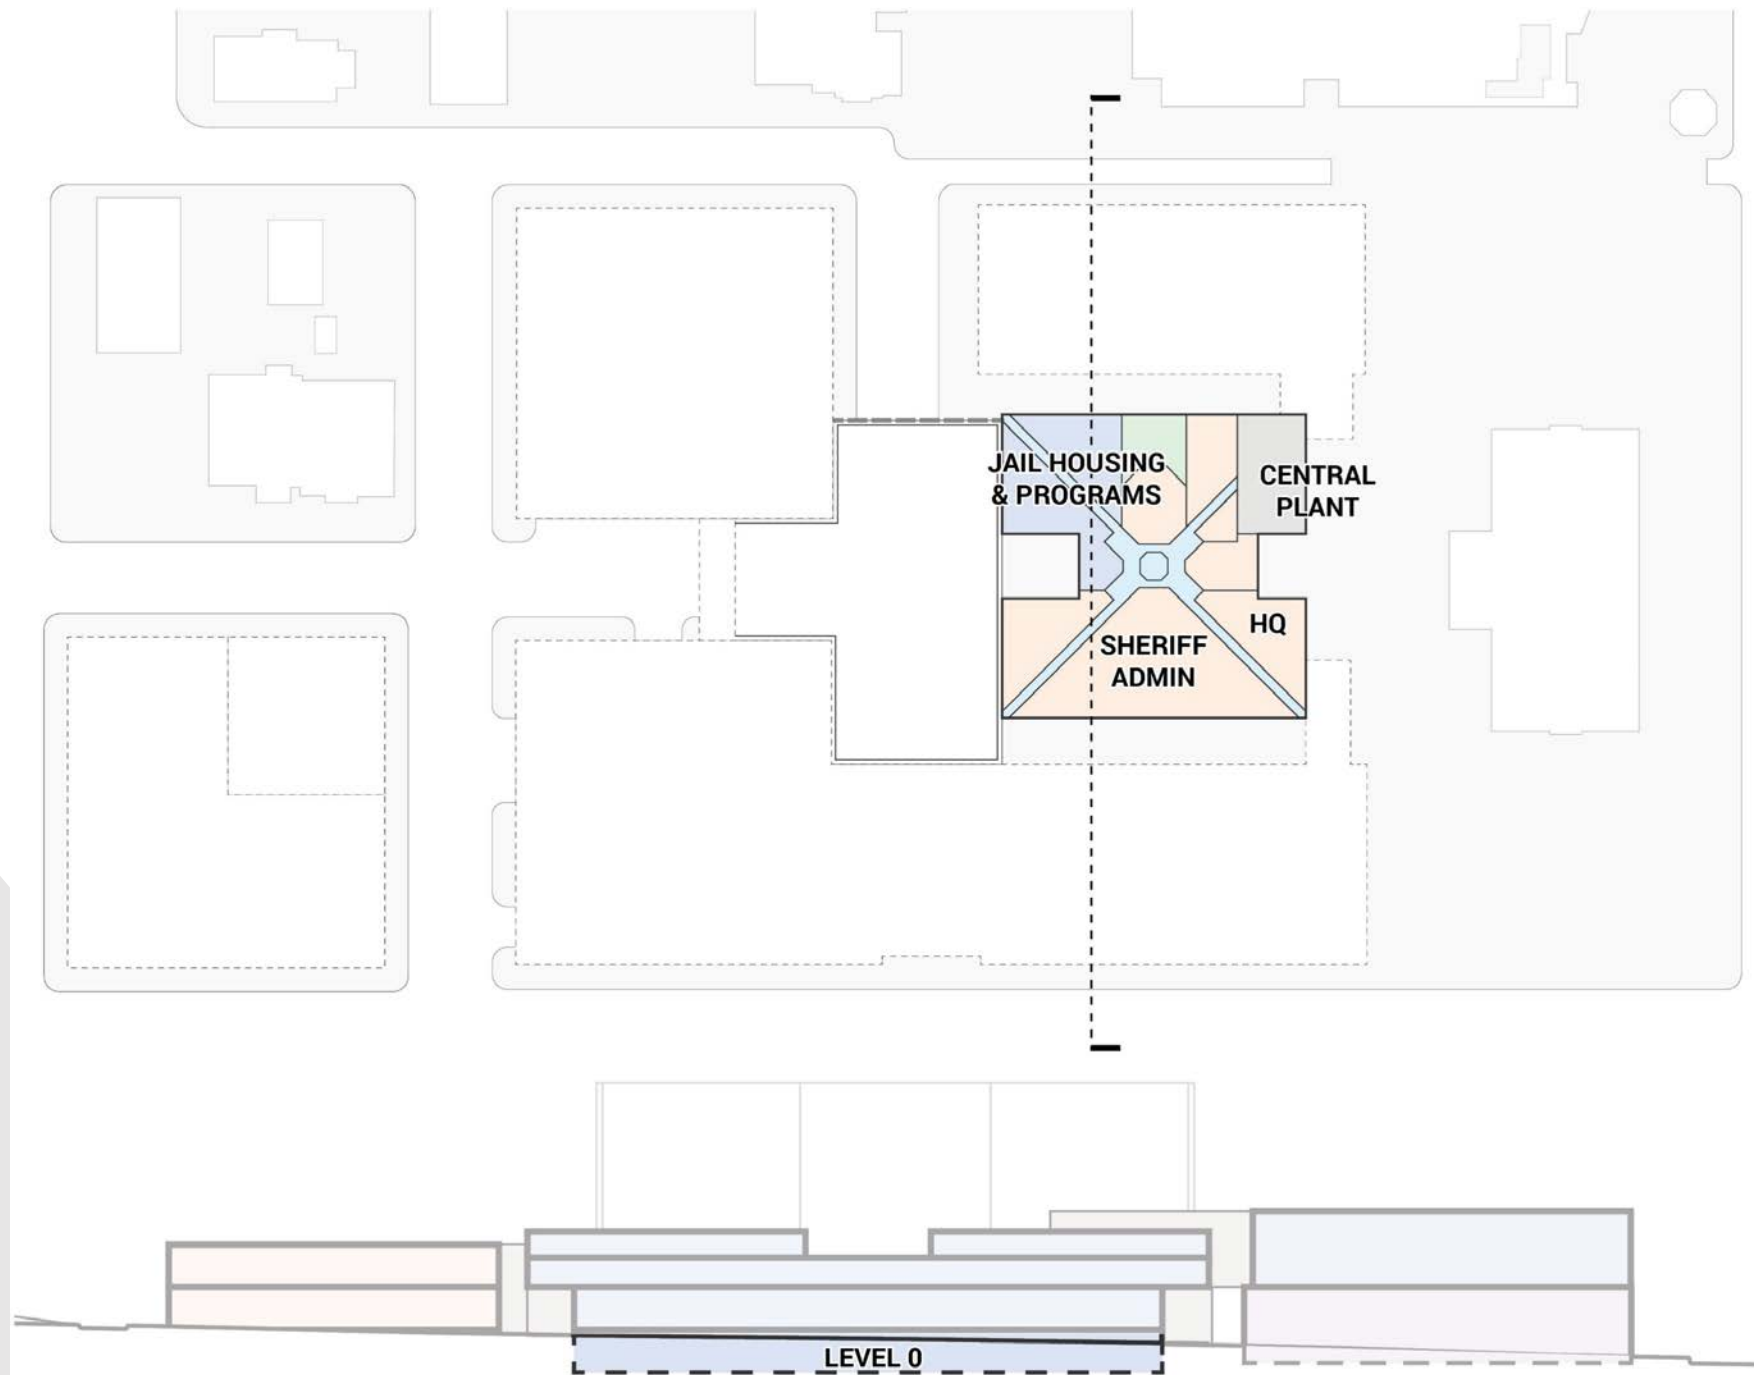 JAIL HOUSING
& PROGRAMS
CENTRAL
PLANT
HQ
SHERIFF
ADMIN
LEVEL 0